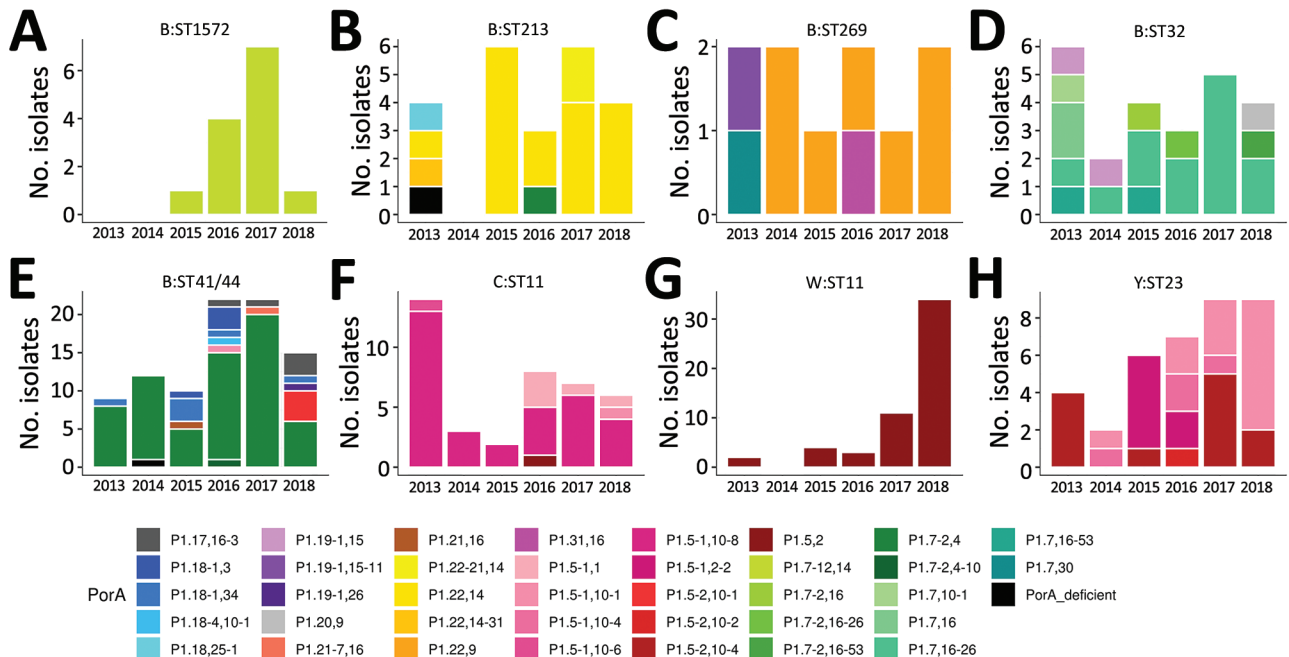 A B:ST1572 B B:ST213 C B:ST269 D B:ST32
No. isolates 6 4 2 0
2013 2014 2015 2016 2017 2018
No. isolates 6 5 4 3 2 1 0
2013 2014 2015 2016 2017 2018
No. isolates 2 1 0
2013 2014 2015 2016 2017 2018
No. isolates 6 5 4 3 2 1 0
2013 2014 2015 2016 2017 2018
E B:ST41/44 F C:ST11 G W:ST11 H Y:ST23
No. isolates 20 15 10 5 0
2013 2014 2015 2016 2017 2018
No. isolates 10 5 0
2013 2014 2015 2016 2017 2018
No. isolates 30 20 10 0
2013 2014 2015 2016 2017 2018
No. isolates 8 6 4 2 0
2013 2014 2015 2016 2017 2018
PorA
P1.17,16-3 P1.19-1,15 P1.21,16 P1.31,16 P1.5-1,10-8 P1.5,2 P1.7-2,4 P1.7,16-53
P1.18-1,3 P1.19-1,15-11 P1.22-21,14 P1.5-1,1 P1.5-1,2-2 P1.7-12,14 P1.7-2,4-10 P1.7,30
P1.18-1,34 P1.19-1,26 P1.22,14 P1.5-1,10-1 P1.5-2,10-1 P1.7-2,16 P1.7,10-1 PorA_deficient
P1.18-4,10-1 P1.20,9 P1.22,14-31 P1.5-1,10-4 P1.5-2,10-2 P1.7-2,16-26 P1.7,16
P1.18,25-1 P1.21-7,16 P1.22,9 P1.5-1,10-6 P1.5-2,10-4 P1.7-2,16-53 P1.7,16-26